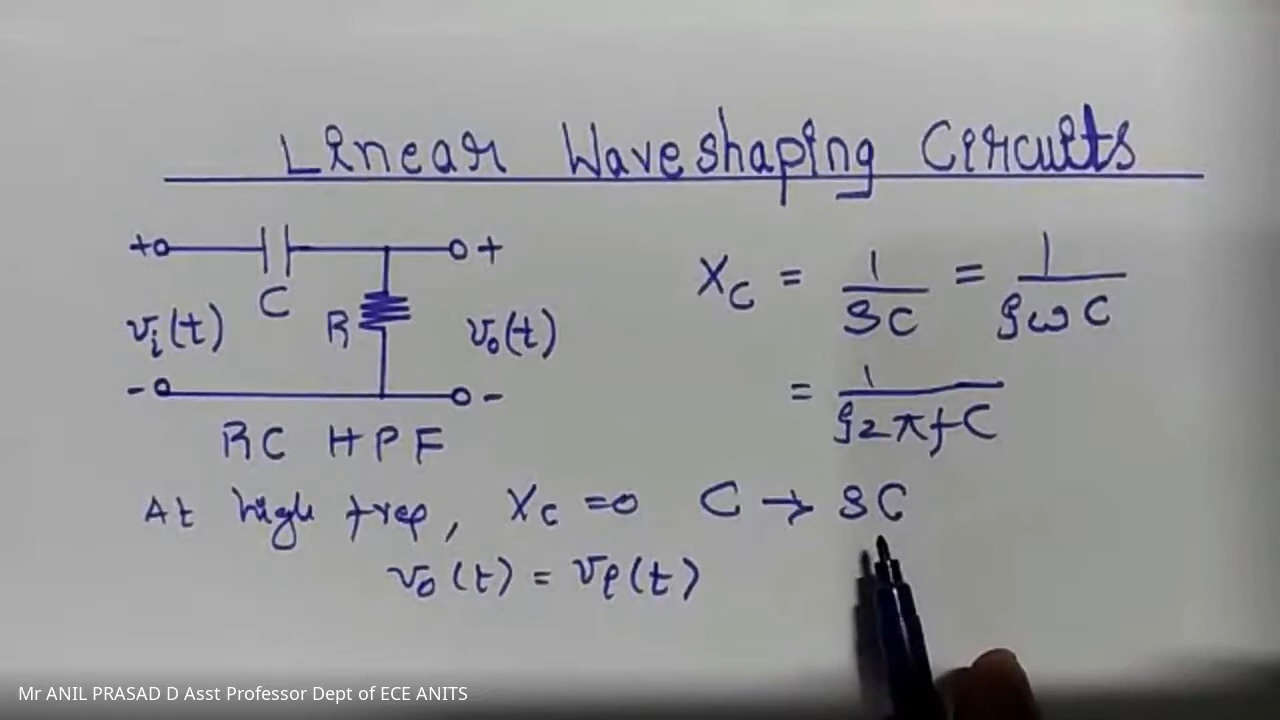 Linear Waveshaping Circuits
+ +
C
vi(t) R vo(t)
- -
RC HPF
XC = 1/SC = 1/jωC
= 1/j2πfC
At high freq, XC = 0 C → SC
vo(t) = vi(t)
Mr ANIL PRASAD D Asst Professor Dept of ECE ANITS